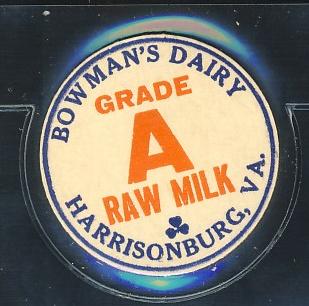 BOWMAN'S DAIRY
GRADE
A
RAW MILK
HARRISONBURG, VA.